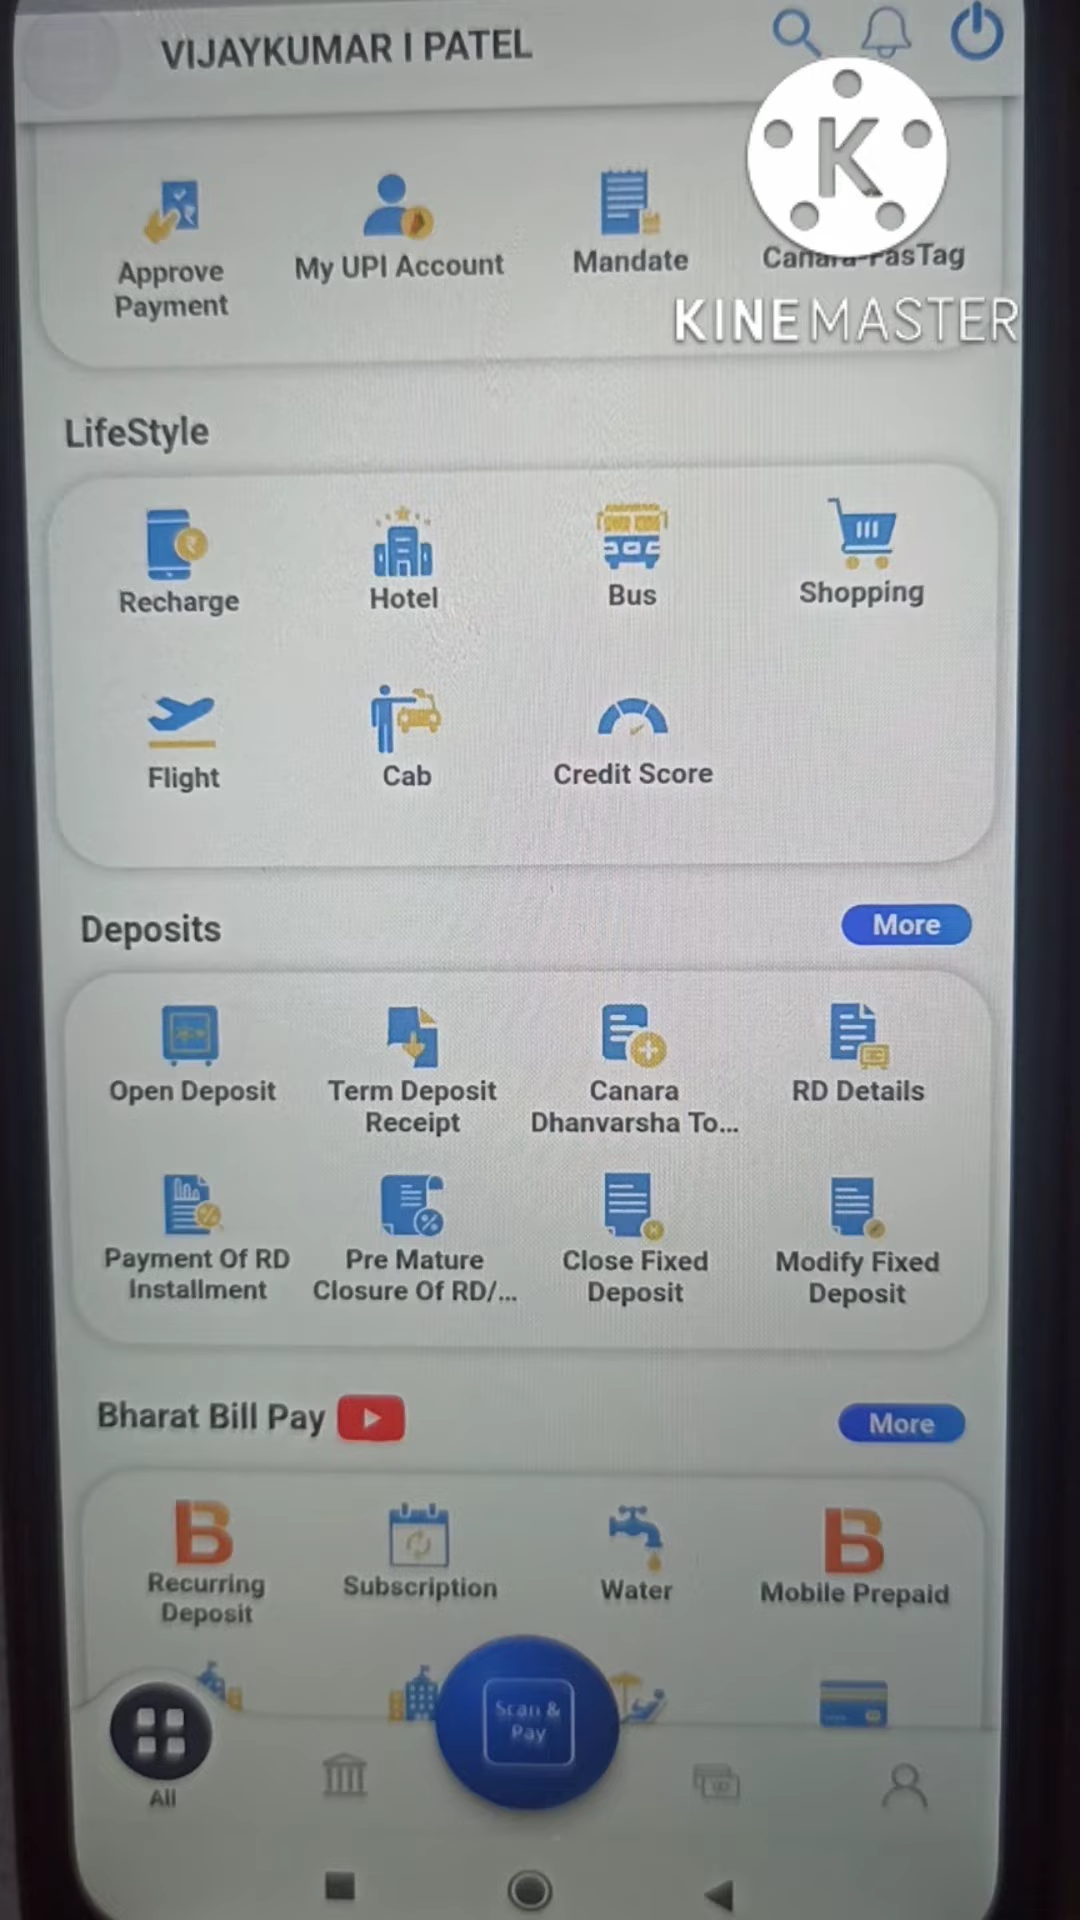 VIJAYKUMAR I PATEL
K
Approve
Payment
My UPI Account
Mandate
Canara FasTag
KINEMASTER
LifeStyle
Recharge
Hotel
Bus
Shopping
Flight
Cab
Credit Score
Deposits
More
Open Deposit
Term Deposit
Receipt
Canara
Dhanvarsha To...
RD Details
Payment Of RD
Installment
Pre Mature
Closure Of RD/...
Close Fixed
Deposit
Modify Fixed
Deposit
Bharat Bill Pay
More
Recurring
Deposit
Subscription
Water
Mobile Prepaid
Scan &
Pay
All